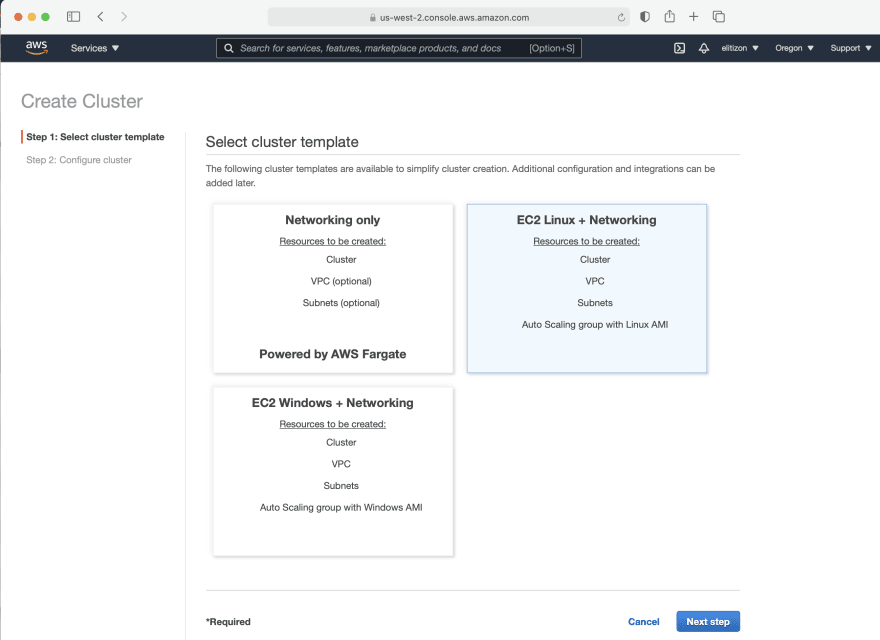 us-west-2.console.aws.amazon.com
aws
Services
Search for services, features, marketplace products, and docs
[Option+S]
elitizon
Oregon
Support
Create Cluster
Step 1: Select cluster template
Step 2: Configure cluster
Select cluster template
The following cluster templates are available to simplify cluster creation. Additional configuration and integrations can be
added later.
Networking only
Resources to be created:
Cluster
VPC (optional)
Subnets (optional)
Powered by AWS Fargate
EC2 Linux + Networking
Resources to be created:
Cluster
VPC
Subnets
Auto Scaling group with Linux AMI
EC2 Windows + Networking
Resources to be created:
Cluster
VPC
Subnets
Auto Scaling group with Windows AMI
*Required
Cancel
Next step